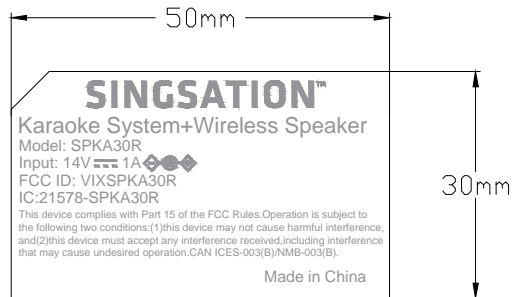 50mm
SINGSATION™
Karaoke System+Wireless Speaker
Model: SPKA30R
Input: 14V ⎓ 1A
FCC ID: VIXSPKA30R
IC:21578-SPKA30R
This device complies with Part 15 of the FCC Rules.Operation is subject to
the following two conditions:(1)this device may not cause harmful interference,
and(2)this device must accept any interference received,including interference
that may cause undesired operation.CAN ICES-003(B)/NMB-003(B).
Made in China
30mm